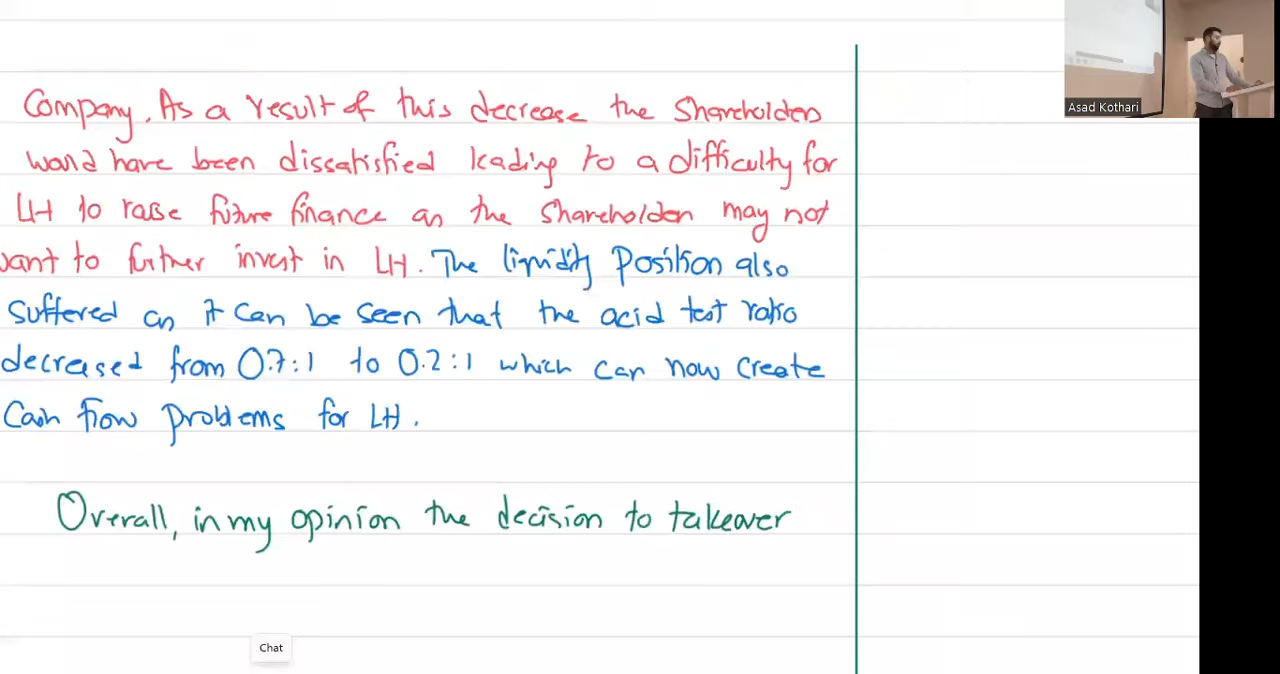 Company. As a result of this decrease the Shareholders
would have been dissatisfied leading to a difficulty for
LH to raise future finance as the Shareholders may not
want to further invest in LH. The liquidity Position also
Suffered as it can be seen that the acid test ratio
decreased from 0.7:1 to 0.2:1 which can now create
Cash flow problems for LH.
Overall, in my opinion the decision to takeover
Asad Kothari
Chat